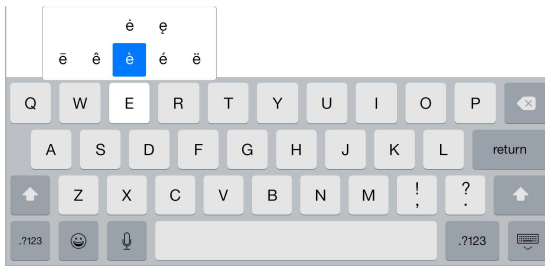 ė ę
ē ê è é ë
Q W E R T Y U I O P
A S D F G H J K L return
Z X C V B N M ! , ? .
.?123 .?123